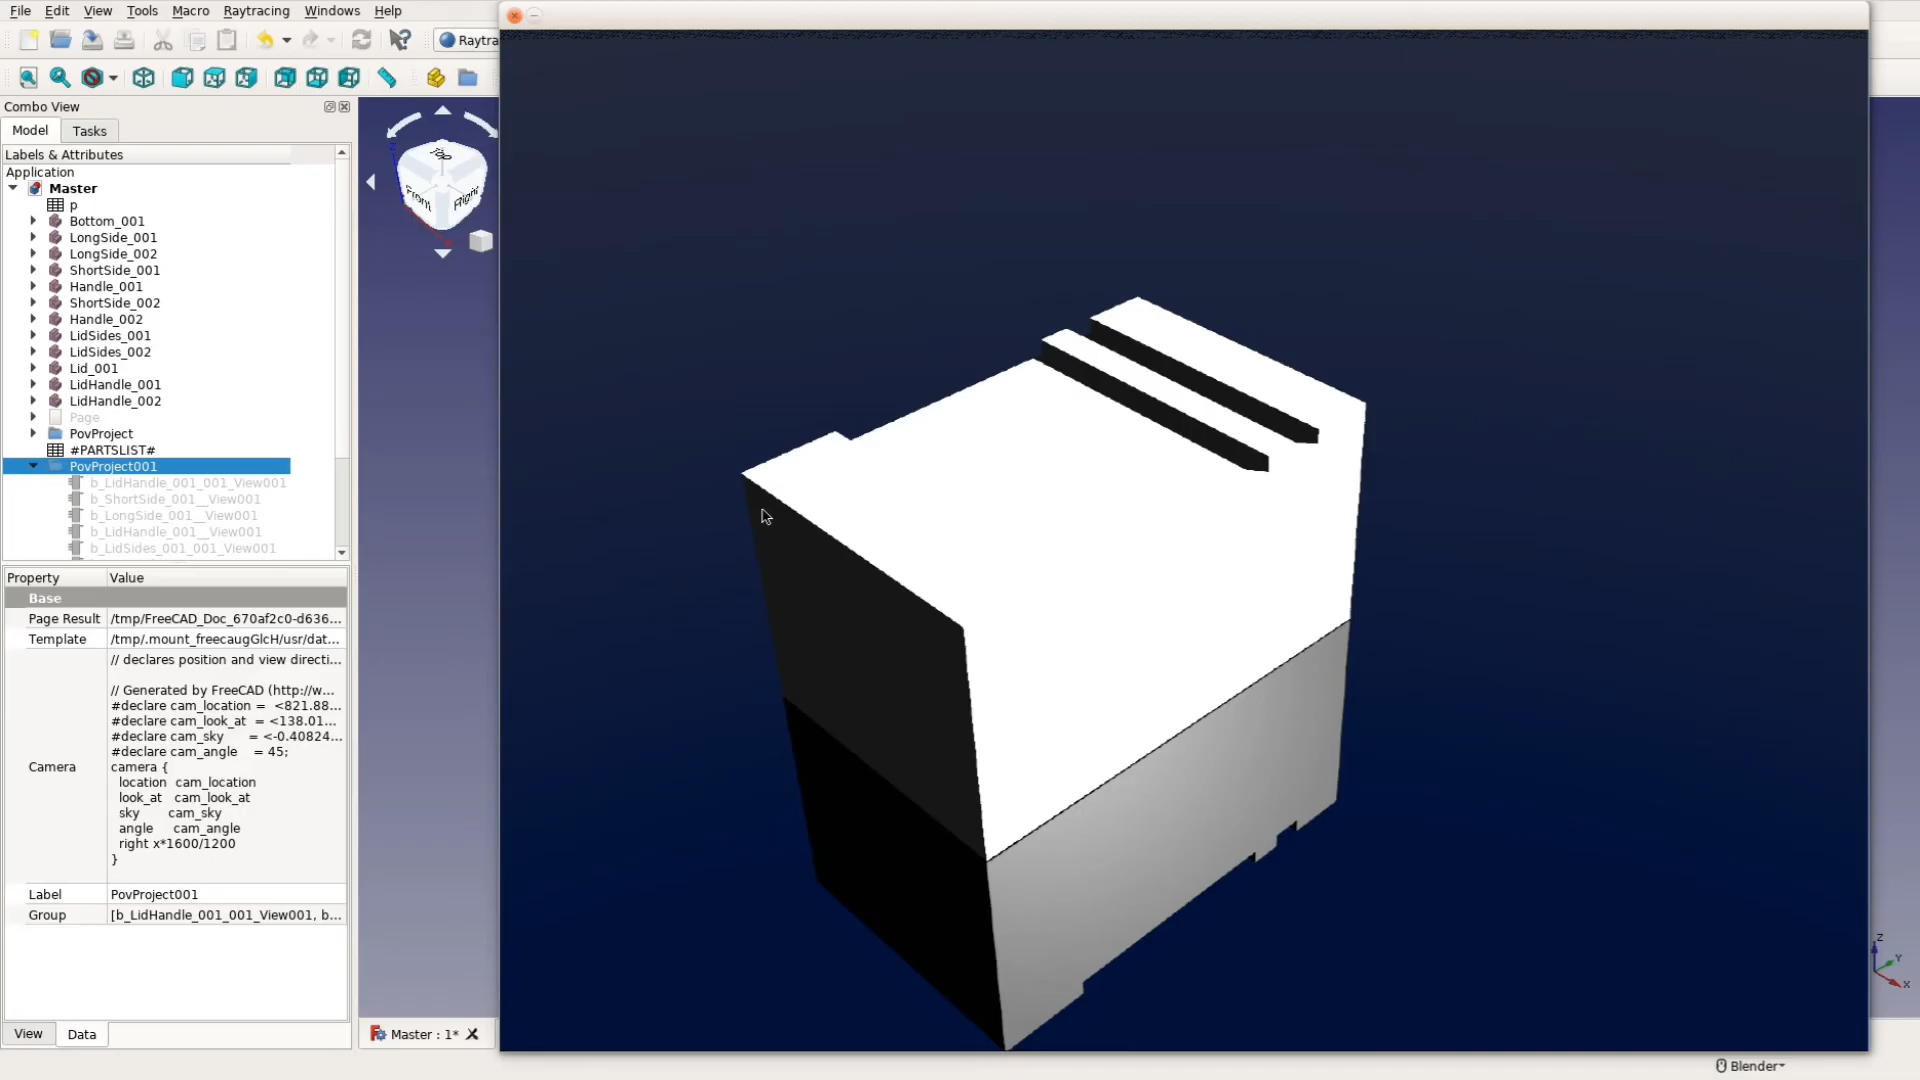 File Edit View Tools Macro Raytracing Windows Help
Raytra
Combo View
Model Tasks
Labels & Attributes
Application
Master
p
Bottom_001
LongSide_001
LongSide_002
ShortSide_001
Handle_001
ShortSide_002
Handle_002
LidSides_001
LidSides_002
Lid_001
LidHandle_001
LidHandle_002
Page
PovProject
#PARTSLIST#
PovProject001
b_LidHandle_001_001_View001
b_ShortSide_001__View001
b_LongSide_001__View001
b_LidHandle_001__View001
b_LidSides_001_001_View001
Property Value
Base
Page Result /tmp/FreeCAD_Doc_670af2c0-d636...
Template /tmp/.mount_freecaugGlcH/usr/dat...
// declares position and view directi...
// Generated by FreeCAD (http://w...
#declare cam_location = <821.88...
#declare cam_look_at = <138.01...
#declare cam_sky = <-0.40824...
#declare cam_angle = 45;
Camera camera {
location cam_location
look_at cam_look_at
sky cam_sky
angle cam_angle
right x*1600/1200
}
Label PovProject001
Group [b_LidHandle_001_001_View001, b...
View Data
Top
Front Right
Master : 1*
Z
Y
X
Blender